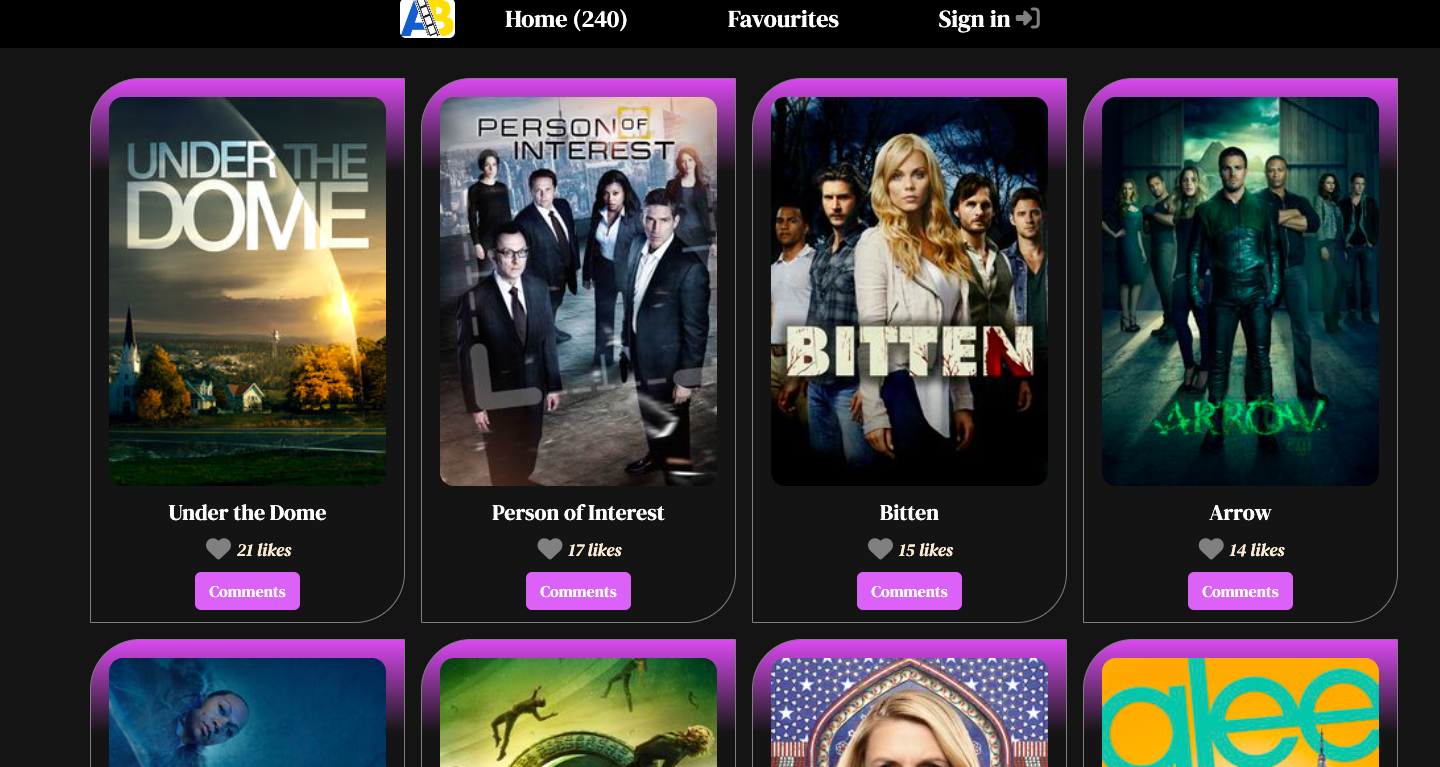 AB
Home (240)
Favourites
Sign in
UNDER THE
DOME
PERSON OF
INTEREST
BITTEN
ARROW
Under the Dome
Person of Interest
Bitten
Arrow
21 likes
17 likes
15 likes
14 likes
Comments
Comments
Comments
Comments
glee